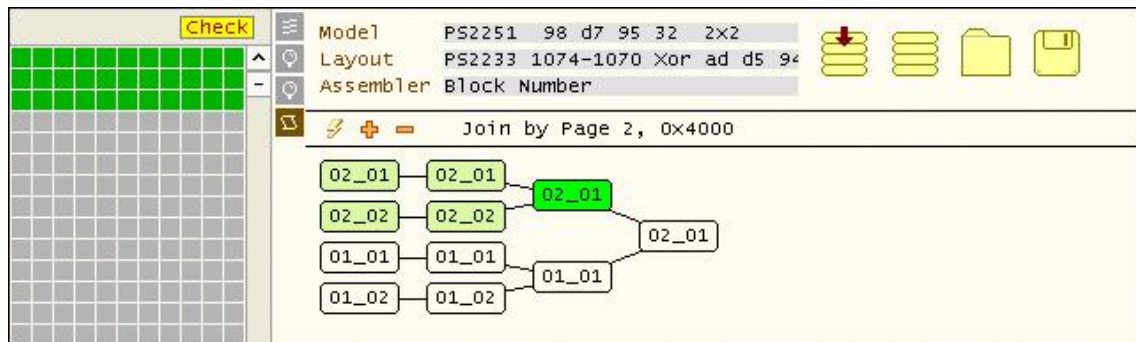 Check
Model PS2251 98 d7 95 32 2x2
Layout PS2233 1074-1070 Xor ad d5 94
Assembler Block Number
Join by Page 2, 0x4000
02_01 02_01
02_01
02_02 02_02
02_01
01_01 01_01
01_01
01_02 01_02